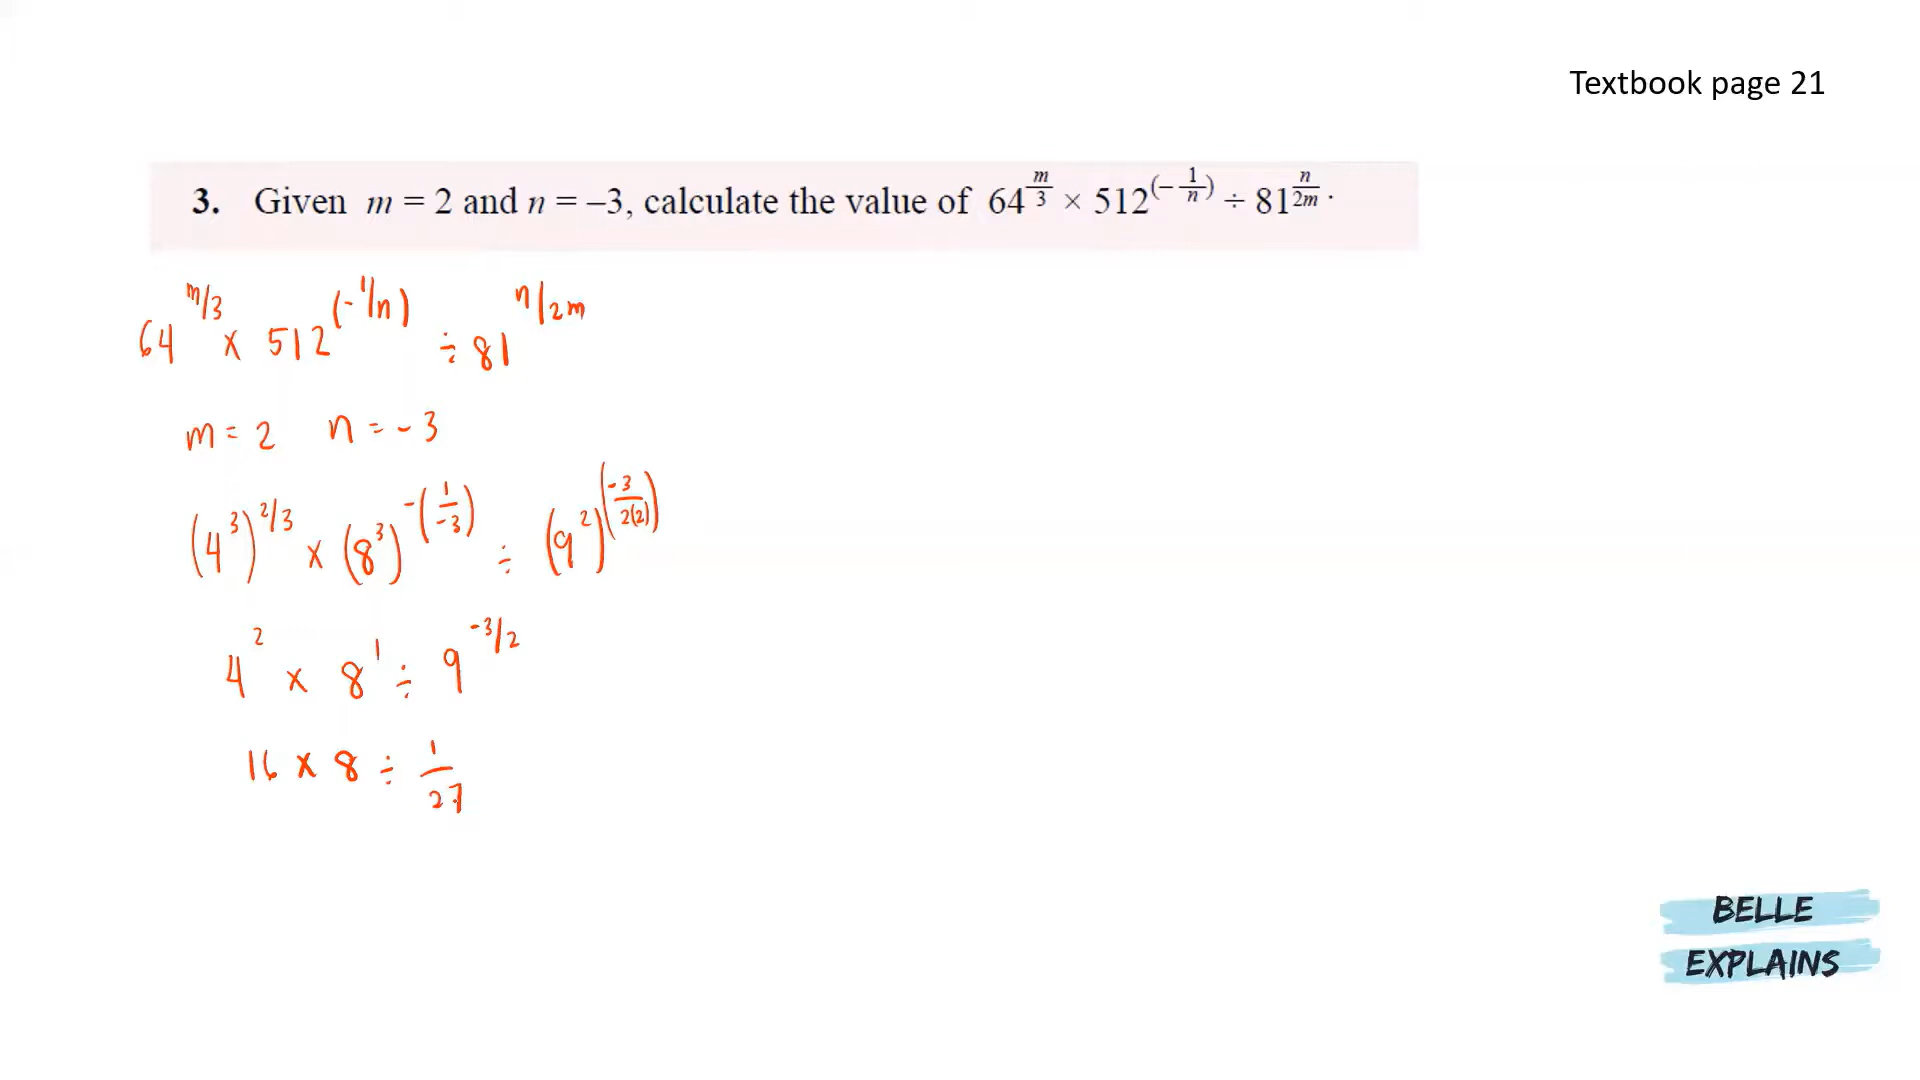 Textbook page 21
3. Given m = 2 and n = –3, calculate the value of 64^(m/3) × 512^(–1/n) ÷ 81^(n/2m).
64^(m/3) × 512^(-1/n) ÷ 81^(n/2m)
m = 2 n = -3
(4^3)^(2/3) × (8^3)^-(1/-3) ÷ (9^2)^(-3/2(2))
4^2 × 8^1 ÷ 9^(-3/2)
16 × 8 ÷ 1/27
BELLE
EXPLAINS